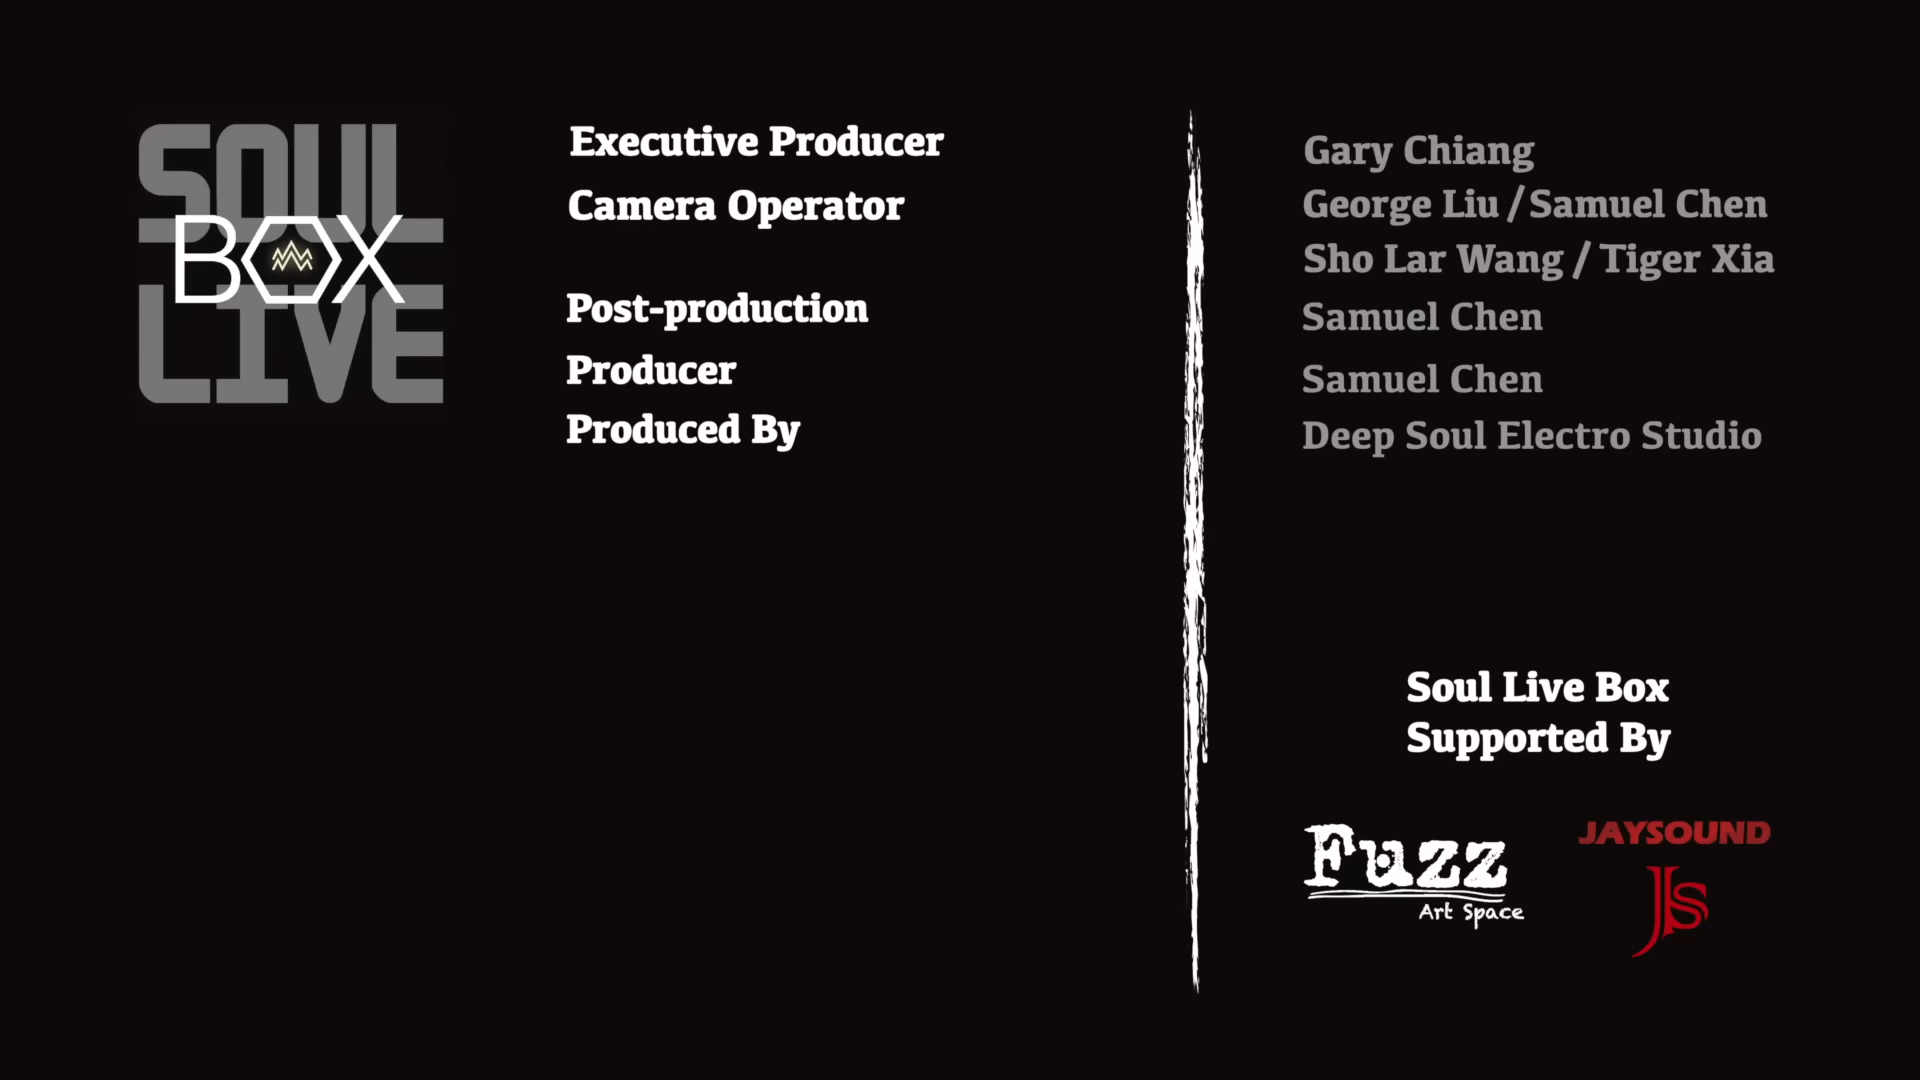 SOUL
BOX
LIVE
Executive Producer
Camera Operator
Post-production
Producer
Produced By
Gary Chiang
George Liu / Samuel Chen
Sho Lar Wang / Tiger Xia
Samuel Chen
Samuel Chen
Deep Soul Electro Studio
Soul Live Box
Supported By
Fuzz
Art Space
JAYSOUND
JS